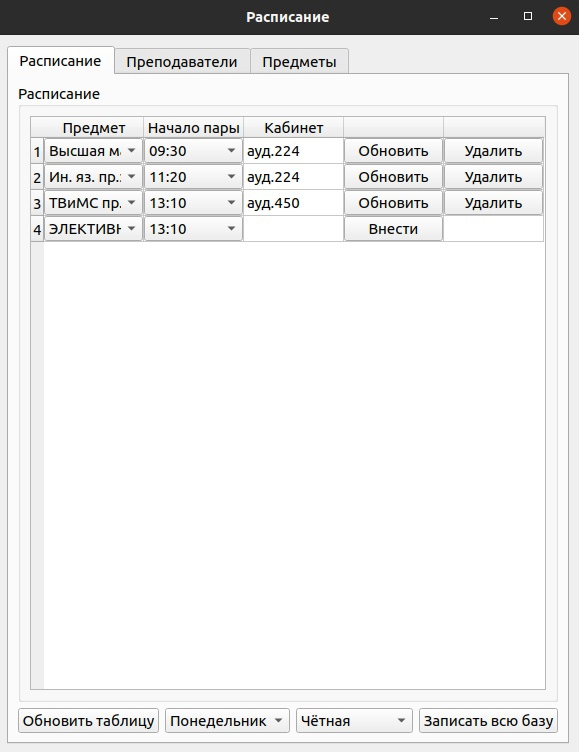 Расписание
Расписание Преподаватели Предметы
Расписание
Предмет Начало пары Кабинет
1 Высшая 09:30 ауд.224 Обновить Удалить
2 Ин. яз. пр. 11:20 ауд.224 Обновить Удалить
3 ТВиМС пр. 13:10 ауд.450 Обновить Удалить
4 ЭЛЕКТИВН 13:10 Внести
Обновить таблицу Понедельник Чётная Записать всю базу